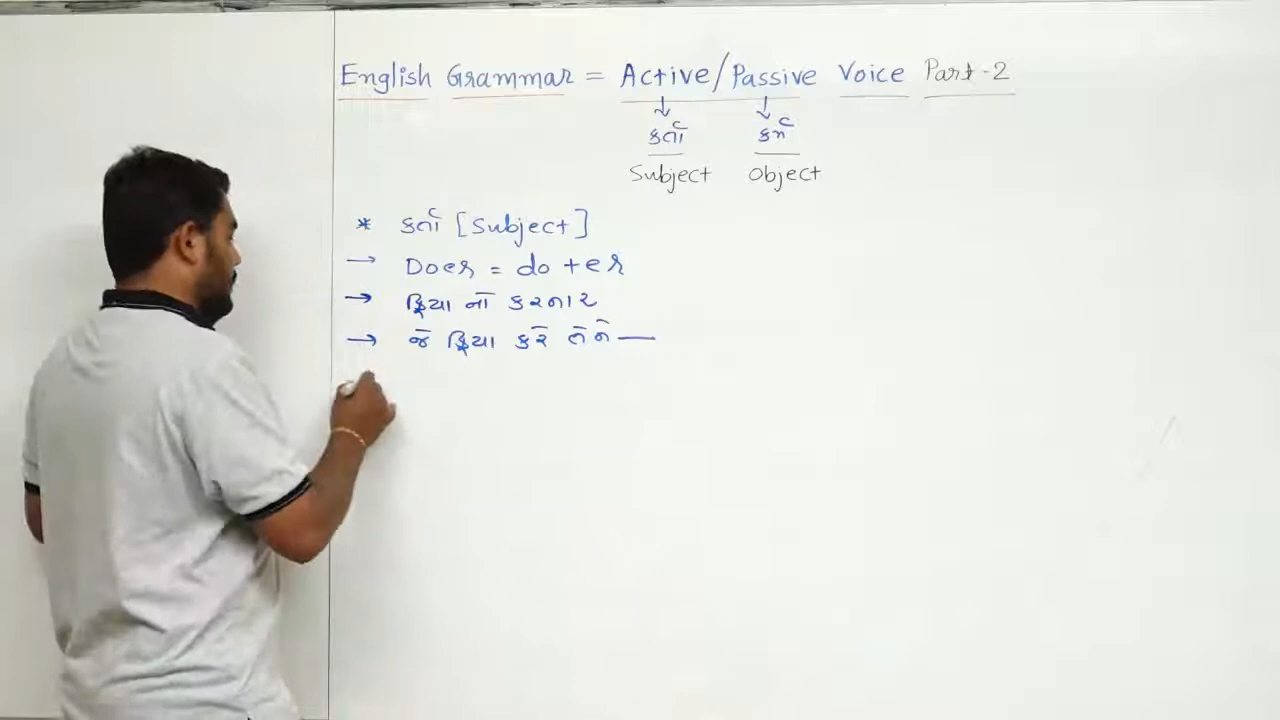 English Grammar = Active/Passive Voice Part-2
કર્તા કર્મ
Subject Object
* કર્તા [Subject]
→ Doer = do + er
→ ક્રિયા નો કરનાર
→ જે ક્રિયા કરે તેને —